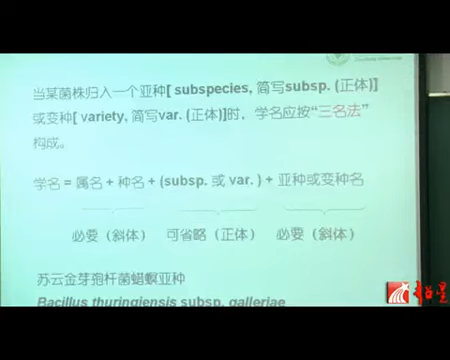 当某菌株归入一个亚种[ subspecies, 简写subsp. (正体)]
或变种[ variety, 简写var. (正体)]时，学名应按“三名法”
构成。
学名 = 属名 + 种名 + (subsp. 或 var. ) + 亚种或变种名
必要（斜体） 可省略（正体） 必要（斜体）
苏云金芽孢杆菌蜡螟亚种
Bacillus thuringiensis subsp. galleriae